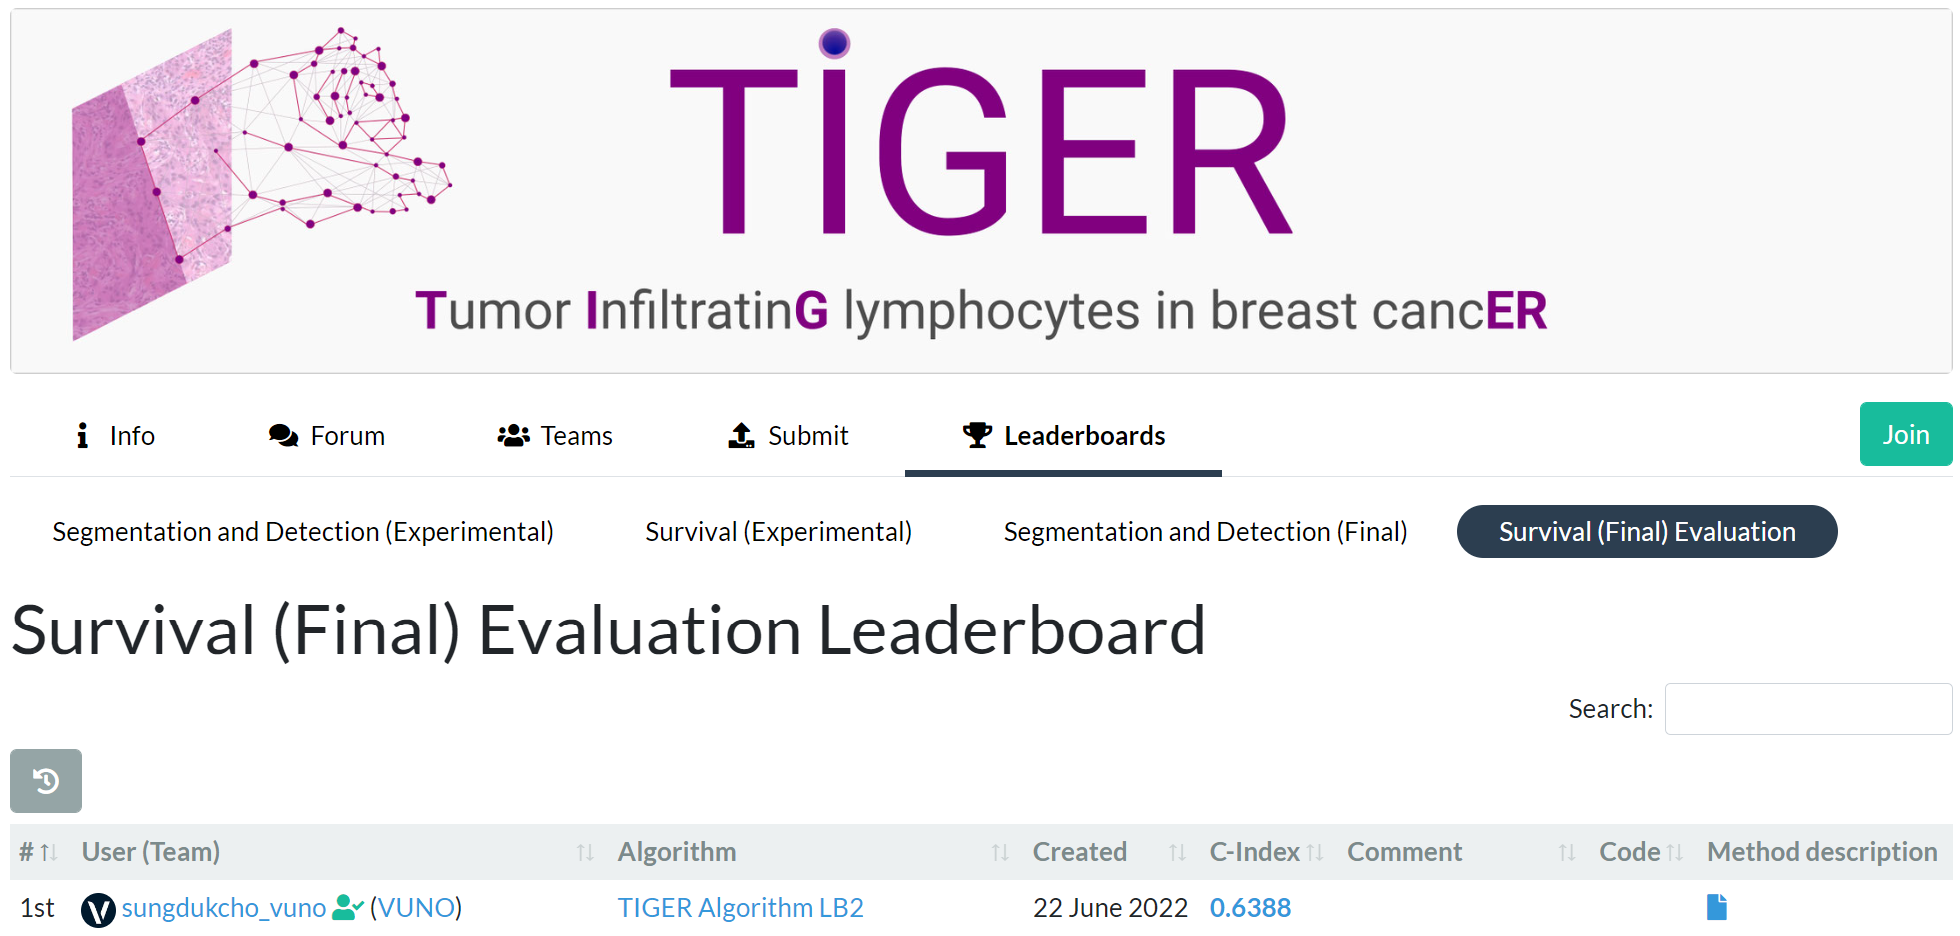 TiGER
Tumor InfiltratinG lymphocytes in breast cancER
Info Forum Teams Submit Leaderboards Join
Segmentation and Detection (Experimental) Survival (Experimental) Segmentation and Detection (Final) Survival (Final) Evaluation
Survival (Final) Evaluation Leaderboard
Search:
# User (Team) Algorithm Created C-Index Comment Code Method description
1st sungdukcho_vuno (VUNO) TIGER Algorithm LB2 22 June 2022 0.6388